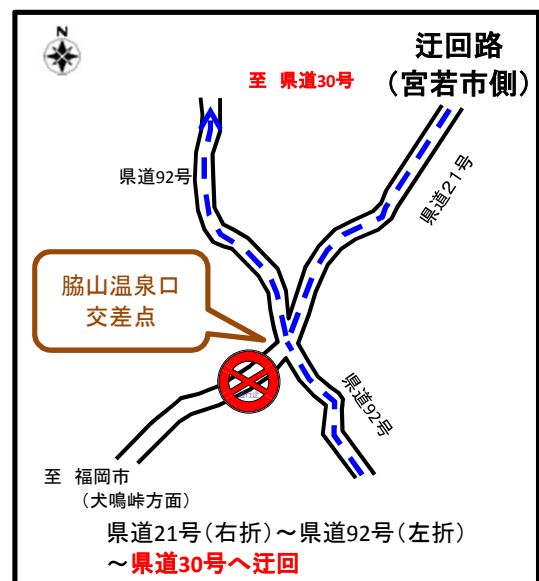 N
迂回路
(宮若市側)
至 県道30号
県道92号
県道21号
脇山温泉口
交差点
県道92号
至 福岡市
(犬鳴峠方面)
県道21号(右折)~県道92号(左折)
~県道30号へ迂回